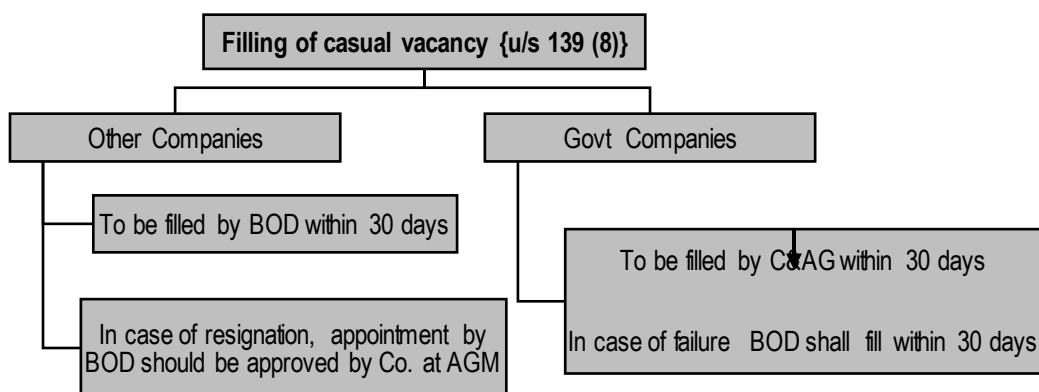 Filling of casual vacancy {u/s 139 (8)}
Other Companies
Govt Companies
To be filled by BOD within 30 days
In case of resignation, appointment by
BOD should be approved by Co. at AGM
To be filled by C&AG within 30 days
In case of failure BOD shall fill within 30 days